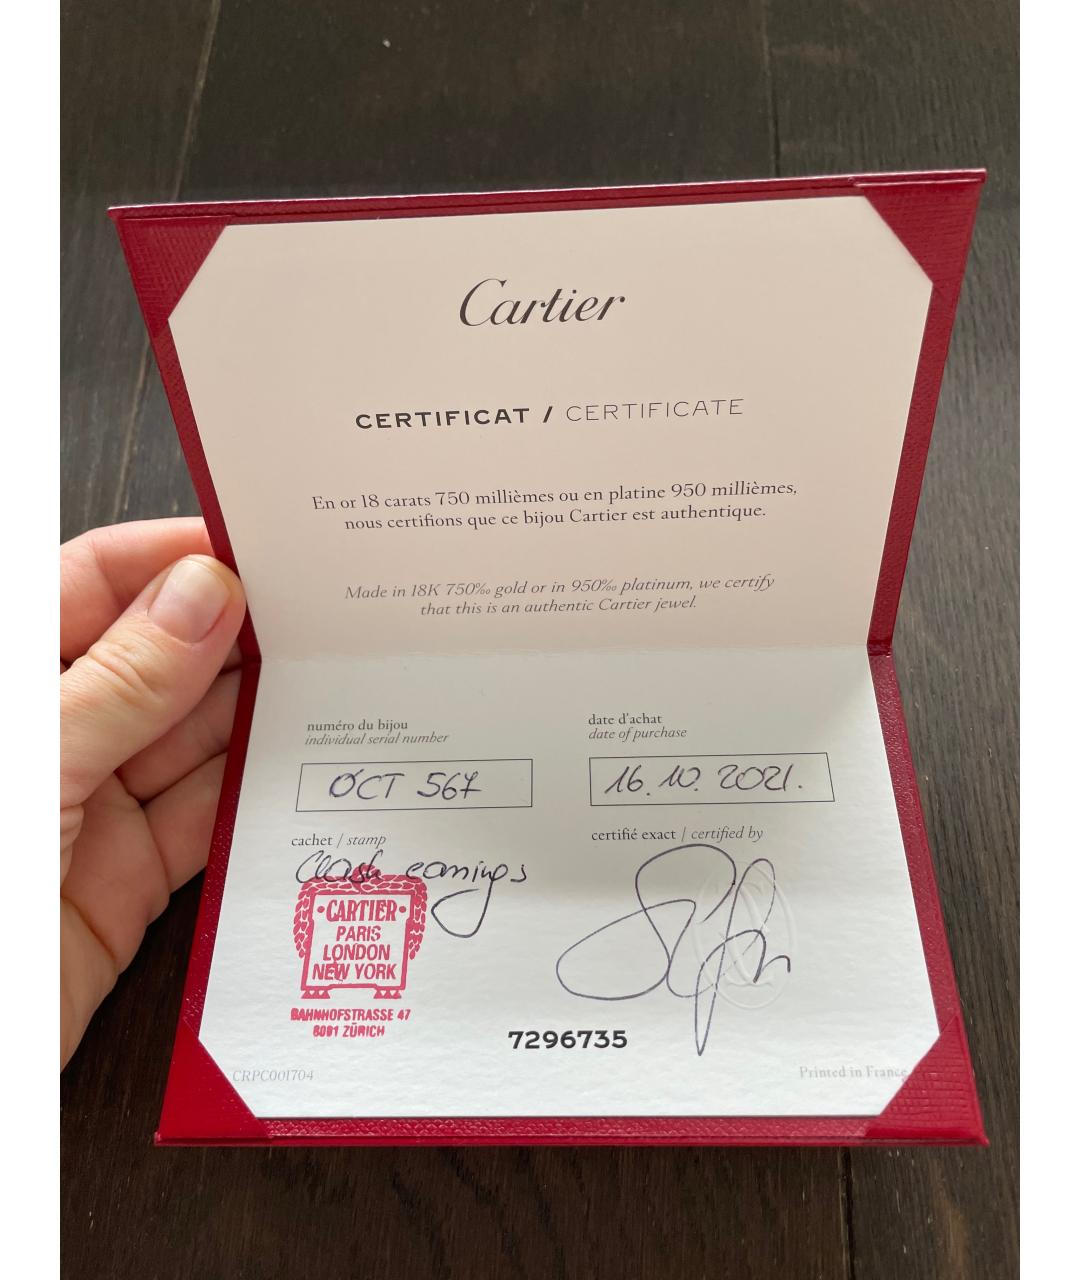 Cartier
CERTIFICAT / CERTIFICATE
En or 18 carats 750 millièmes ou en platine 950 millièmes,
nous certifions que ce bijou Cartier est authentique.
Made in 18K 750‰ gold or in 950‰ platinum, we certify
that this is an authentic Cartier jewel.
numéro du bijou
individual serial number
OCT 567
date d'achat
date of purchase
16.10.2021.
cachet / stamp
Clash earrings
CARTIER
PARIS
LONDON
NEW YORK
BAHNHOFSTRASSE 47
8001 ZÜRICH
certifié exact / certified by
7296735
CRPC001704
Printed in France